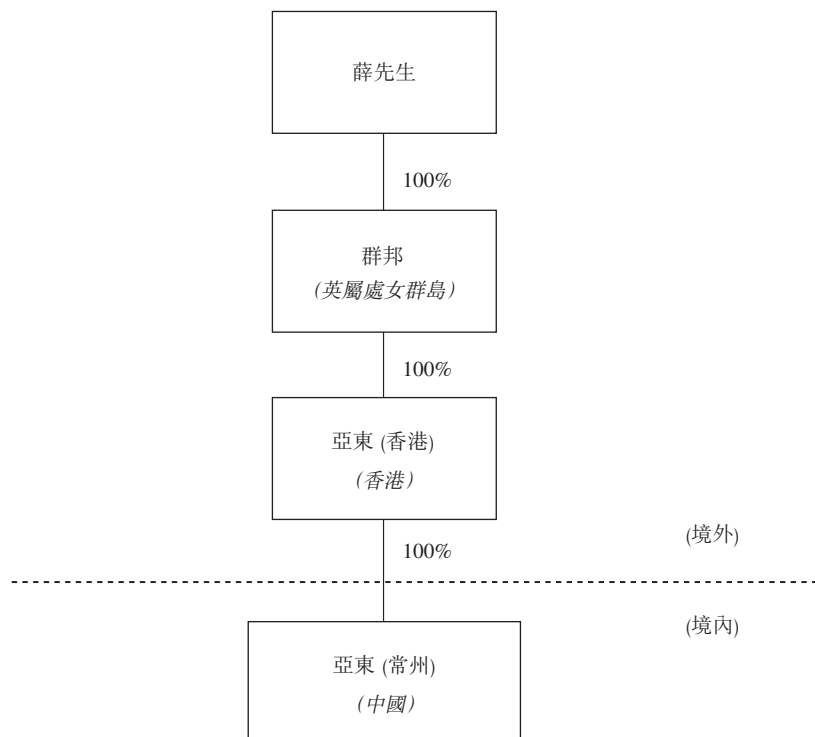 薛先生
100%
群邦
（英屬處女群島）
100%
亞東 (香港)
（香港）
100%
(境外)
(境內)
亞東 (常州)
（中國）